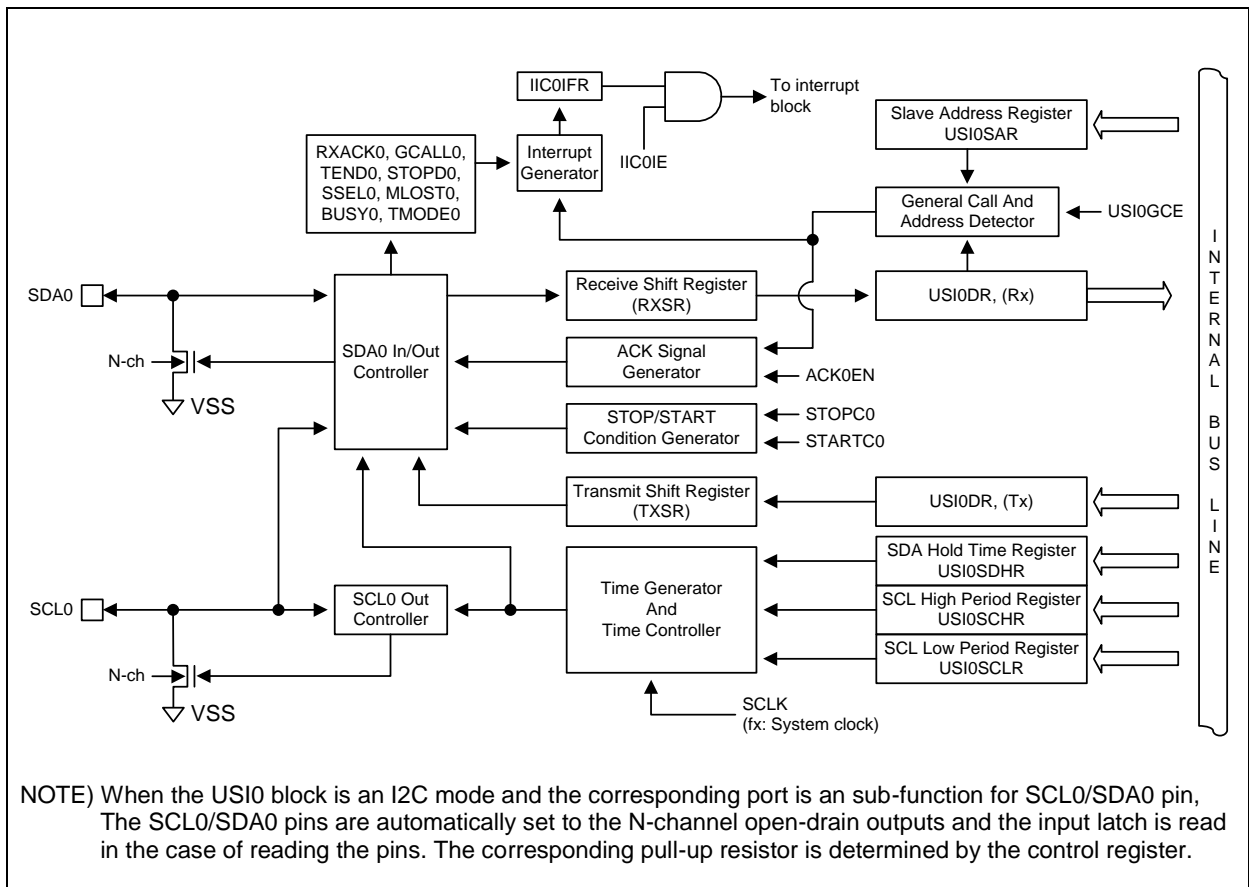 IIC0IFR
To interrupt
block
IIC0IE
Slave Address Register
USI0SAR
RXACK0, GCALL0,
TEND0, STOPD0,
SSEL0, MLOST0,
BUSY0, TMODE0
Interrupt
Generator
General Call And
Address Detector
USI0GCE
SDA0
SDA0 In/Out
Controller
Receive Shift Register
(RXSR)
USI0DR, (Rx)
N-ch
VSS
ACK Signal
Generator
ACK0EN
STOP/START
Condition Generator
STOPC0
STARTC0
Transmit Shift Register
(TXSR)
USI0DR, (Tx)
SCL0
SCL0 Out
Controller
Time Generator
And
Time Controller
SDA Hold Time Register
USI0SDHR
SCL High Period Register
USI0SCHR
SCL Low Period Register
USI0SCLR
N-ch
VSS
SCLK
(fx: System clock)
INTERNAL BUS LINE
NOTE) When the USI0 block is an I2C mode and the corresponding port is an sub-function for SCL0/SDA0 pin,
The SCL0/SDA0 pins are automatically set to the N-channel open-drain outputs and the input latch is read
in the case of reading the pins. The corresponding pull-up resistor is determined by the control register.